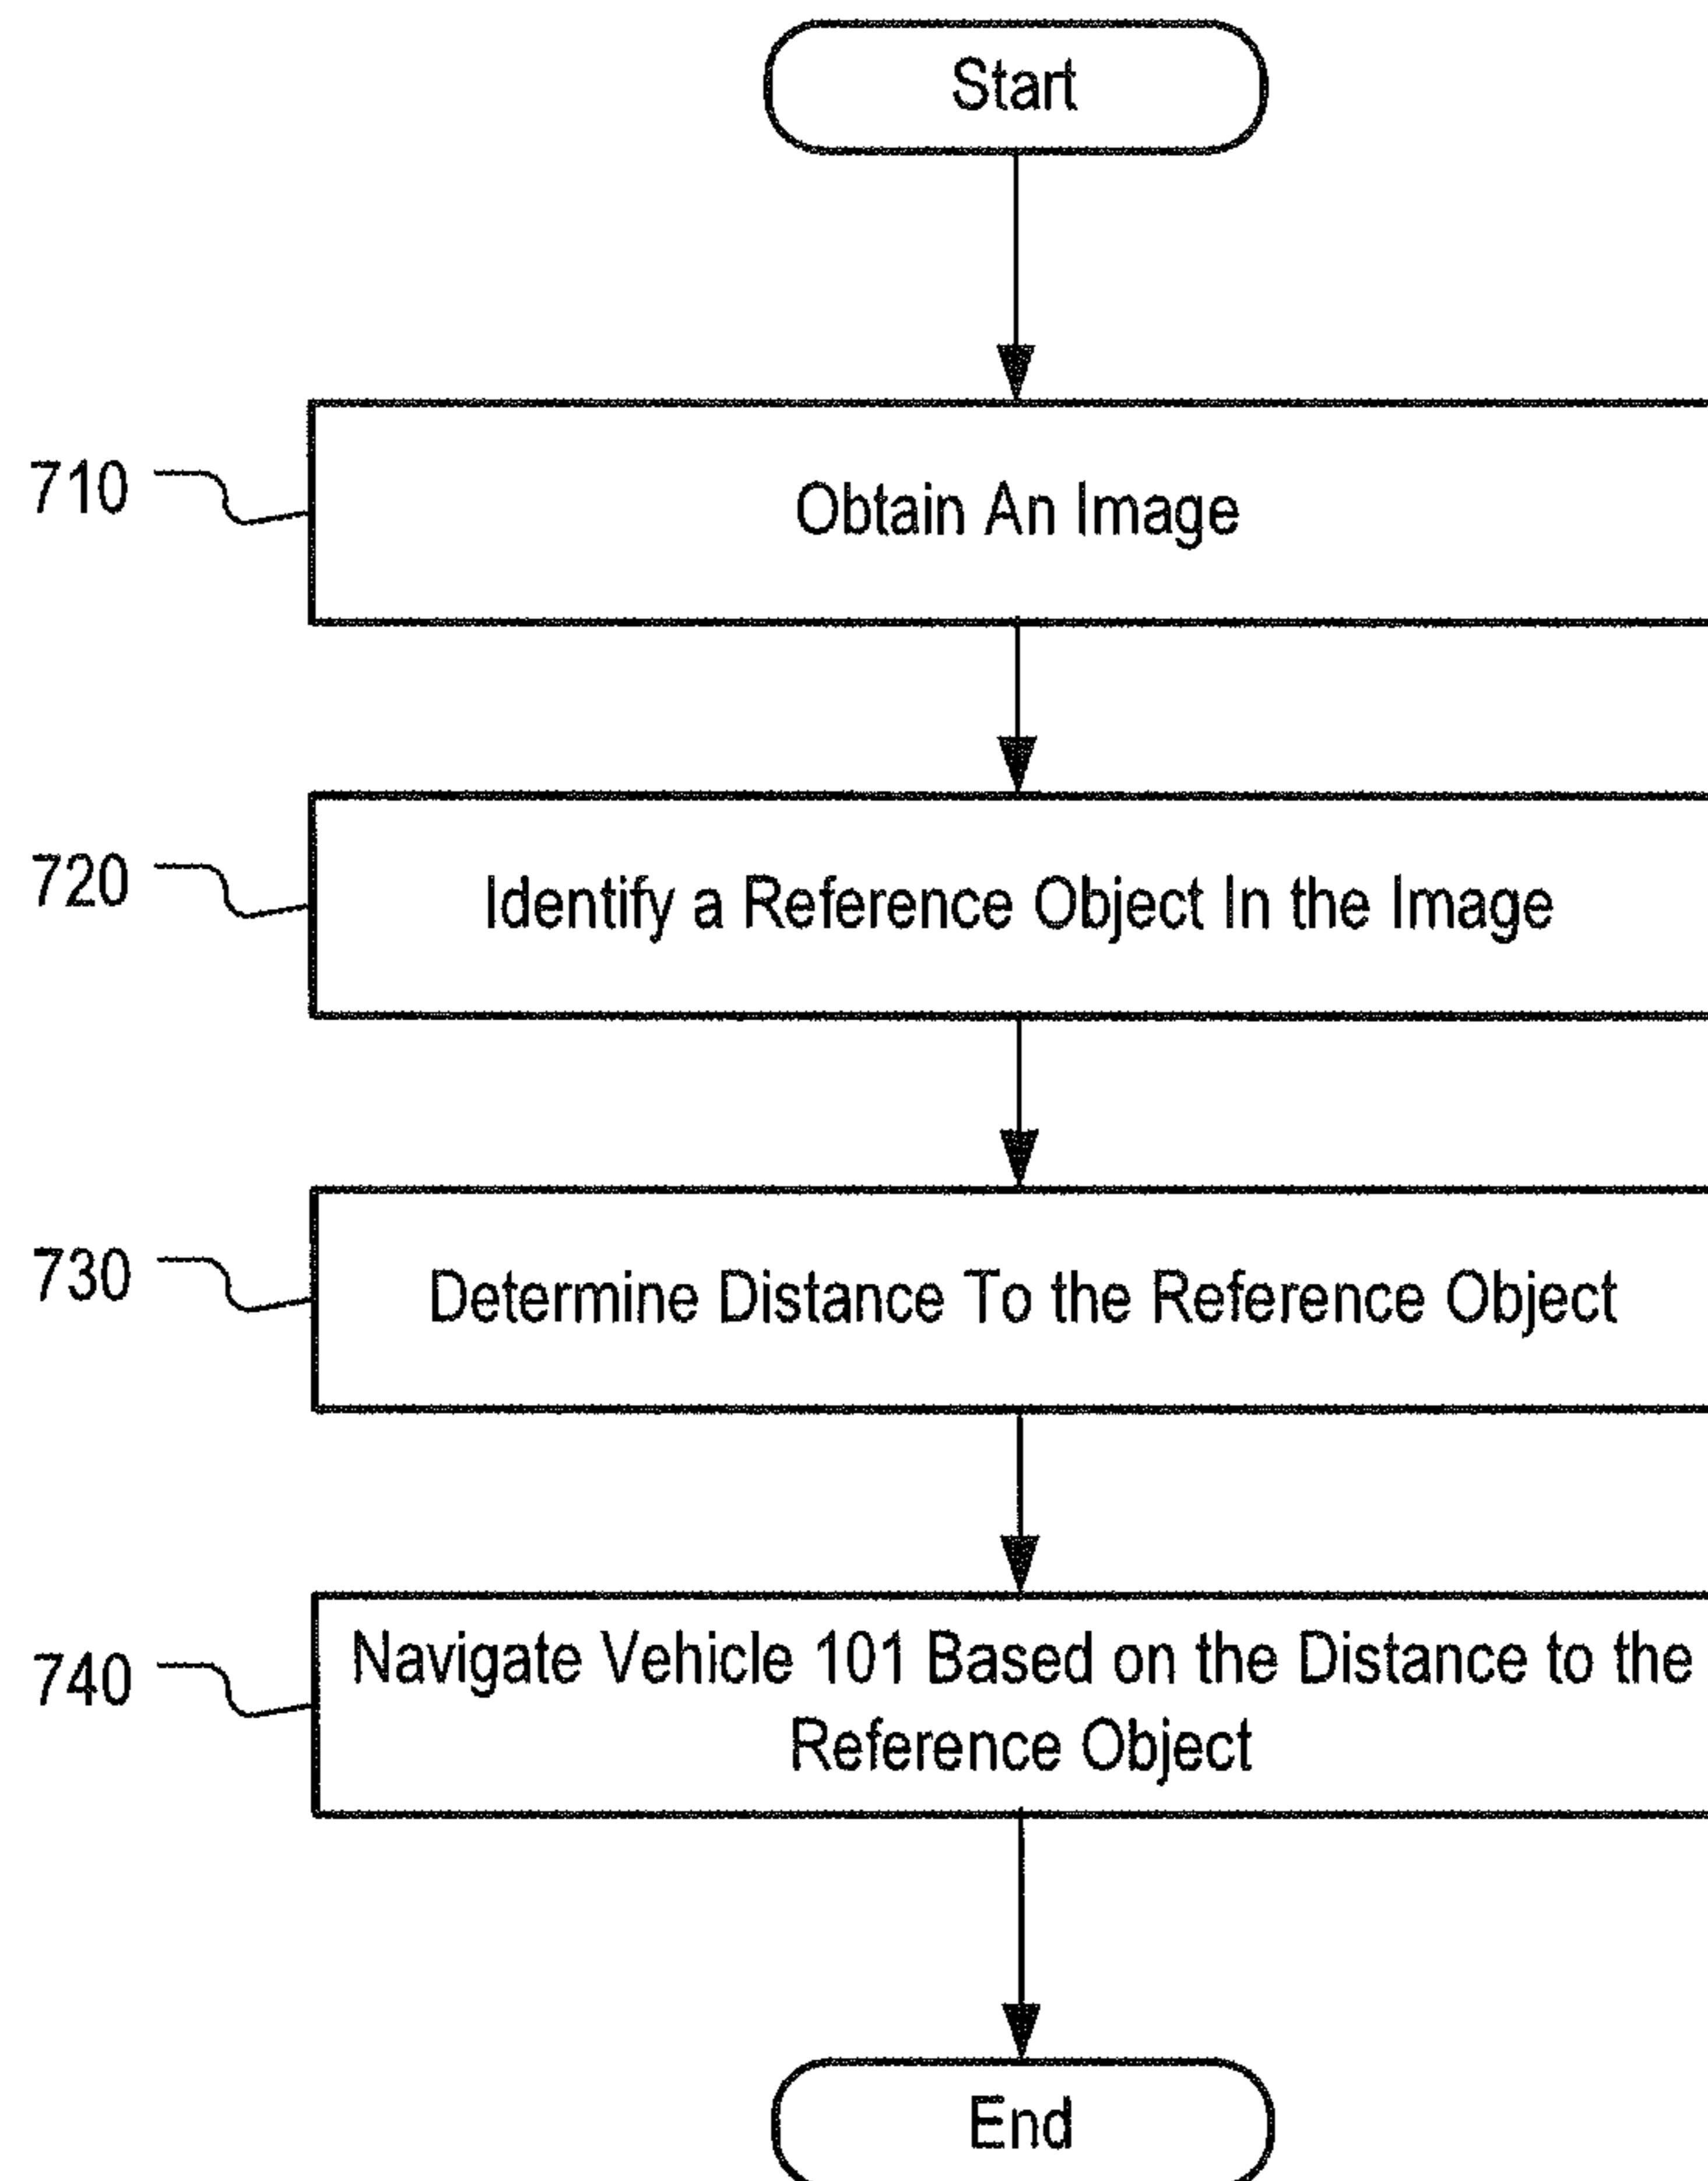 Start
710
Obtain An Image
720
Identify a Reference Object In the Image
730
Determine Distance To the Reference Object
740
Navigate Vehicle 101 Based on the Distance to the
Reference Object
End